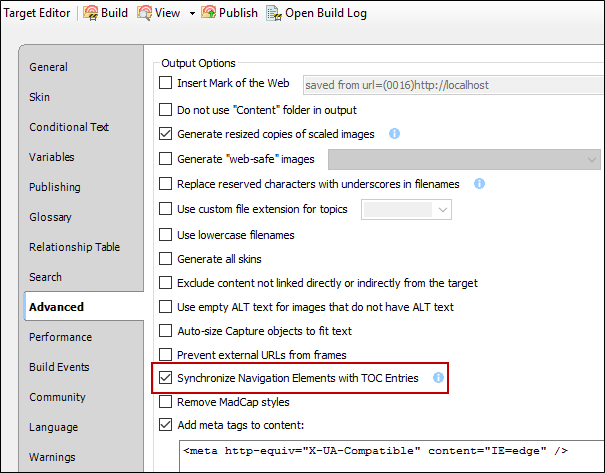 Target Editor Build View Publish Open Build Log
General
Skin
Conditional Text
Variables
Publishing
Glossary
Relationship Table
Search
Advanced
Performance
Build Events
Community
Language
Warnings
Output Options
Insert Mark of the Web saved from url=(0016)http://localhost
Do not use "Content" folder in output
Generate resized copies of scaled images
Generate "web-safe" images
Replace reserved characters with underscores in filenames
Use custom file extension for topics
Use lowercase filenames
Generate all skins
Exclude content not linked directly or indirectly from the target
Use empty ALT text for images that do not have ALT text
Auto-size Capture objects to fit text
Prevent external URLs from frames
Synchronize Navigation Elements with TOC Entries
Remove MadCap styles
Add meta tags to content:
<meta http-equiv="X-UA-Compatible" content="IE=edge" />